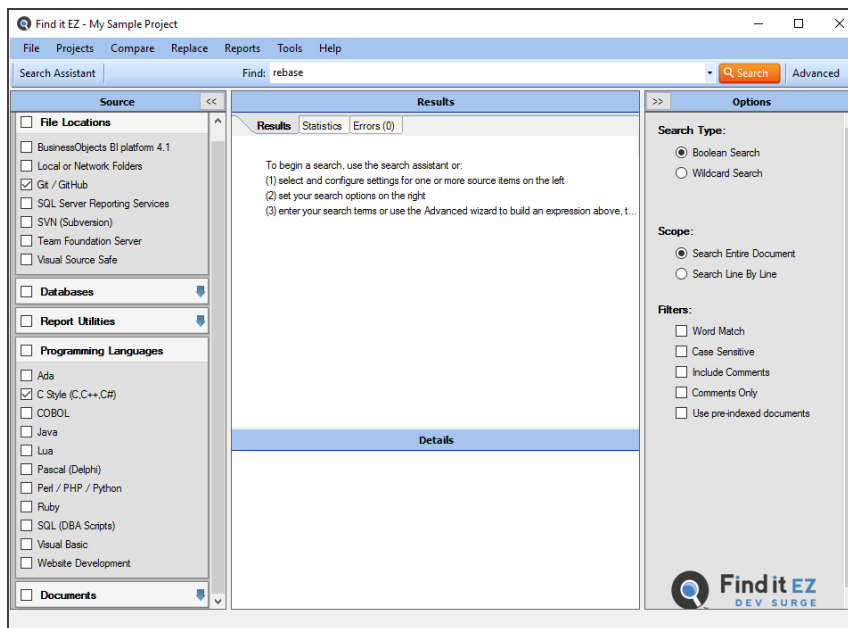 Find it EZ - My Sample Project
File Projects Compare Replace Reports Tools Help
Search Assistant Find: rebase Search Advanced
Source <<
File Locations
BusinessObjects BI platform 4.1
Local or Network Folders
Git / GitHub
SQL Server Reporting Services
SVN (Subversion)
Team Foundation Server
Visual Source Safe
Databases
Report Utilities
Programming Languages
Ada
C Style (C,C++,C#)
COBOL
Java
Lua
Pascal (Delphi)
Perl / PHP / Python
Ruby
SQL (DBA Scripts)
Visual Basic
Website Development
Documents
Results
Results Statistics Errors (0)
To begin a search, use the search assistant or:
(1) select and configure settings for one or more source items on the left
(2) set your search options on the right
(3) enter your search terms or use the Advanced wizard to build an expression above, t...
Details
>> Options
Search Type:
Boolean Search
Wildcard Search
Scope:
Search Entire Document
Search Line By Line
Filters:
Word Match
Case Sensitive
Include Comments
Comments Only
Use pre-indexed documents
Find it EZ
DEV SURGE